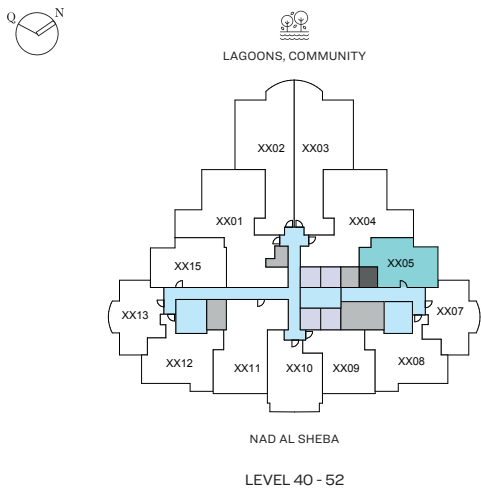 Q N
LAGOONS, COMMUNITY
XX02 XX03
XX01 XX04
XX15 XX05
XX13 XX07
XX12 XX11 XX10 XX09 XX08
NAD AL SHEBA
LEVEL 40 - 52